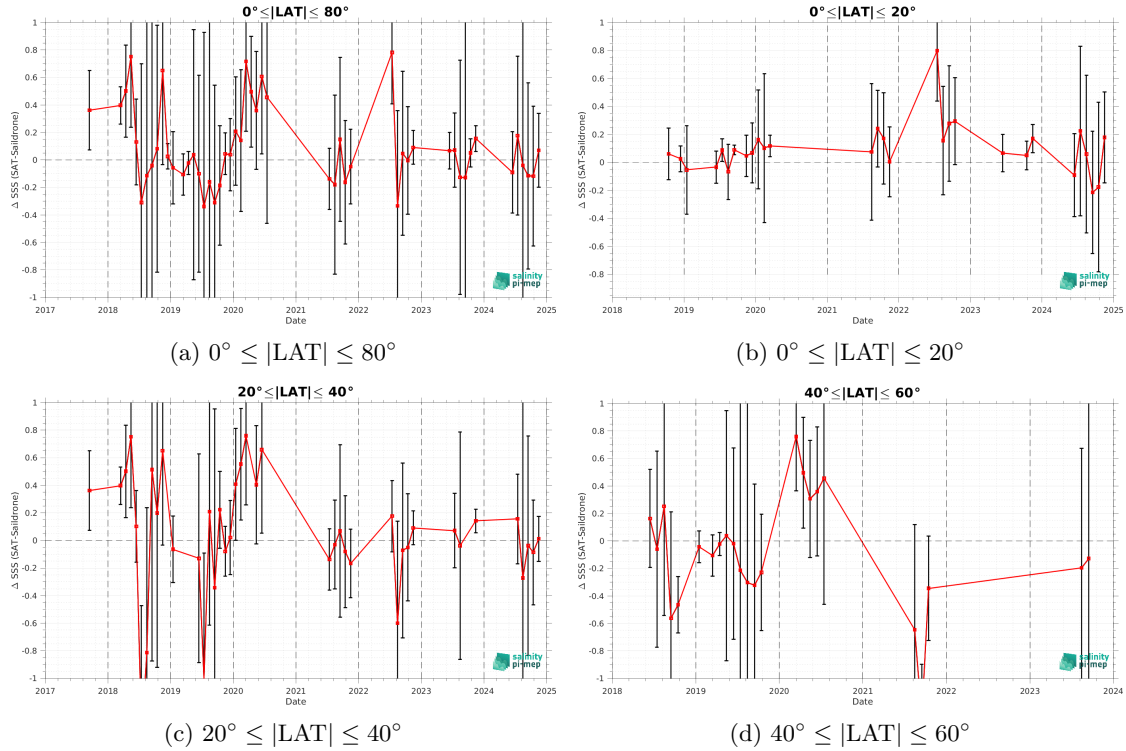 0°≤|LAT|≤ 80°
Δ SSS (SAT-Saildrone)
1
0.8
0.6
0.4
0.2
0
-0.2
-0.4
-0.6
-0.8
-1
salinity
pi-mep
2017 2018 2019 2020 2021 2022 2023 2024 2025
Date
(a) 0° ≤ |LAT| ≤ 80°
0°≤|LAT|≤ 20°
Δ SSS (SAT-Saildrone)
1
0.8
0.6
0.4
0.2
0
-0.2
-0.4
-0.6
-0.8
salinity
pi-mep
2018 2019 2020 2021 2022 2023 2024 2025
Date
(b) 0° ≤ |LAT| ≤ 20°
20°≤|LAT|≤ 40°
Δ SSS (SAT-Saildrone)
1
0.8
0.6
0.4
0.2
0
-0.2
-0.4
-0.6
-0.8
-1
salinity
pi-mep
2017 2018 2019 2020 2021 2022 2023 2024 2025
Date
(c) 20° ≤ |LAT| ≤ 40°
40°≤|LAT|≤ 60°
Δ SSS (SAT-Saildrone)
1
0.8
0.6
0.4
0.2
0
-0.2
-0.4
-0.6
-0.8
-1
salinity
pi-mep
2018 2019 2020 2021 2022 2023 2024
Date
(d) 40° ≤ |LAT| ≤ 60°